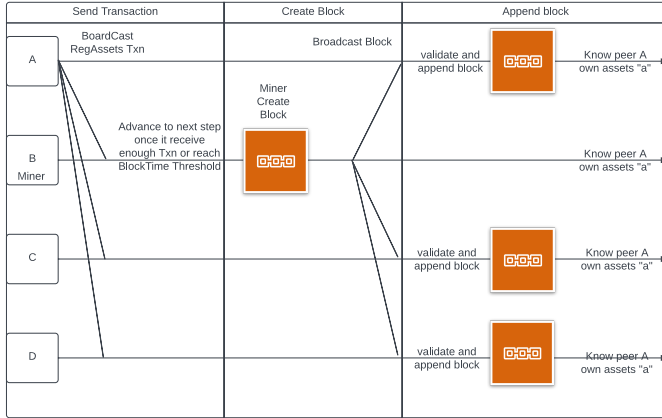 Send Transaction
Create Block
Append block
BoardCast
RegAssets Txn
Broadcast Block
A
validate and
append block
Know peer A
own assets "a"
Miner
Create
Block
Advance to next step
once it receive
enough Txn or reach
BlockTime Threshold
B
Miner
Know peer A
own assets "a"
C
validate and
append block
Know peer A
own assets "a"
D
validate and
append block
Know peer A
own assets "a"